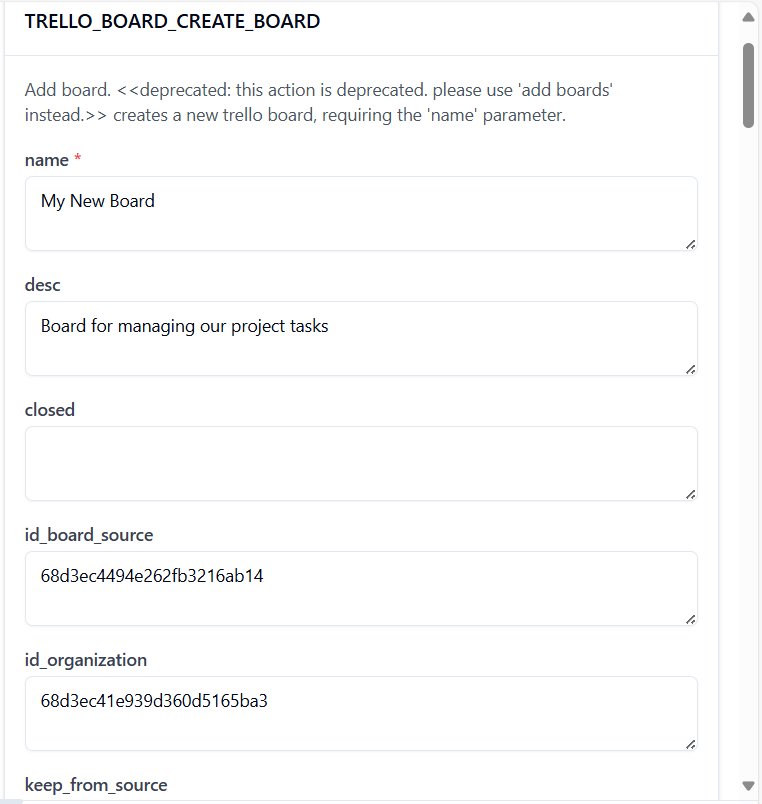 TRELLO_BOARD_CREATE_BOARD
Add board. <<deprecated: this action is deprecated. please use 'add boards'
instead.>> creates a new trello board, requiring the 'name' parameter.
name *
My New Board
desc
Board for managing our project tasks
closed
id_board_source
68d3ec4494e262fb3216ab14
id_organization
68d3ec41e939d360d5165ba3
keep_from_source